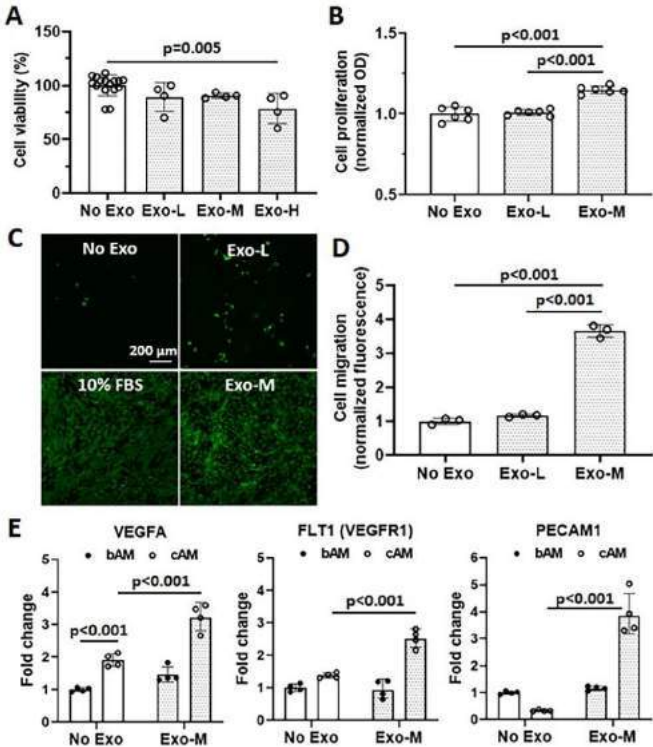 A
p=0.005
Cell viability (%)
150
100
50
0
No Exo Exo-L Exo-M Exo-H
B
p<0.001
p<0.001
Cell proliferation
(normalized OD)
1.5
1.0
0.5
No Exo Exo-L Exo-M
C
No Exo
Exo-L
200 μm
10% FBS
Exo-M
D
p<0.001
p<0.001
Cell migration
(normalized fluorescence)
5
4
3
2
1
0
No Exo Exo-L Exo-M
E
VEGFA
bAM cAM
p<0.001
p<0.001
Fold change
4
3
2
1
0
No Exo Exo-M
FLT1 (VEGFR1)
bAM cAM
p<0.001
Fold change
4
3
2
1
0
No Exo Exo-M
PECAM1
bAM cAM
p<0.001
Fold change
6
4
2
0
No Exo Exo-M